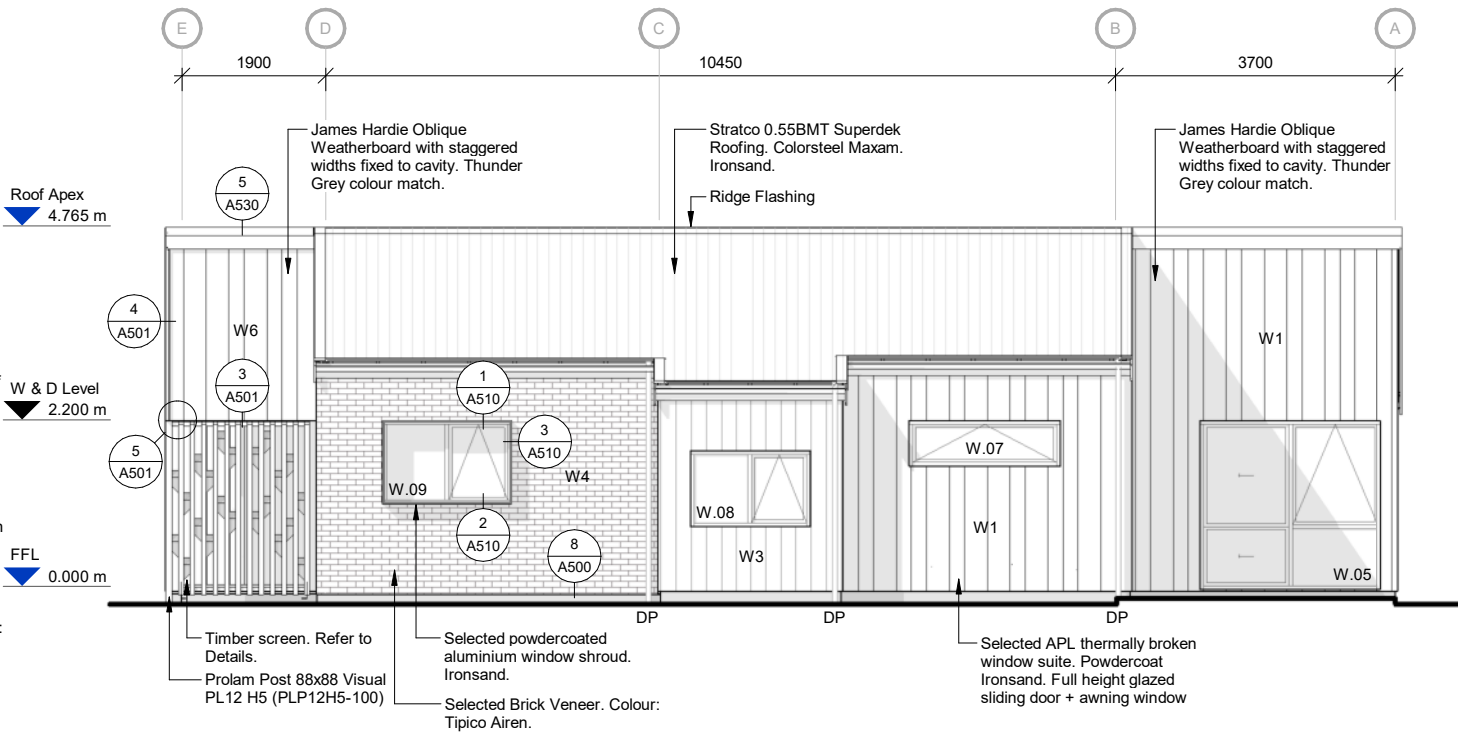 E
D
C
B
A
1900
10450
3700
James Hardie Oblique
Weatherboard with staggered
widths fixed to cavity. Thunder
Grey colour match.
Stratco 0.55BMT Superdek
Roofing. Colorsteel Maxam.
Ironsand.
Ridge Flashing
James Hardie Oblique
Weatherboard with staggered
widths fixed to cavity. Thunder
Grey colour match.
Roof Apex
4.765 m
5
A530
4
A501
W6
W1
W & D Level
2.200 m
3
A501
1
A510
3
A510
5
A501
W4
W.09
W.08
W.07
2
A510
W3
W1
W.05
8
A500
n
FFL
0.000 m
DP
DP
DP
:
Timber screen. Refer to
Details.
Prolam Post 88x88 Visual
PL12 H5 (PLP12H5-100)
Selected powdercoated
aluminium window shroud.
Ironsand.
Selected Brick Veneer. Colour:
Tipico Airen.
Selected APL thermally broken
window suite. Powdercoat
Ironsand. Full height glazed
sliding door + awning window